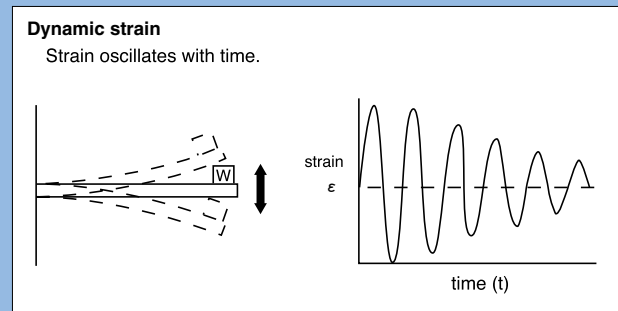 Dynamic strain
Strain oscillates with time.
W
strain
ε
time (t)